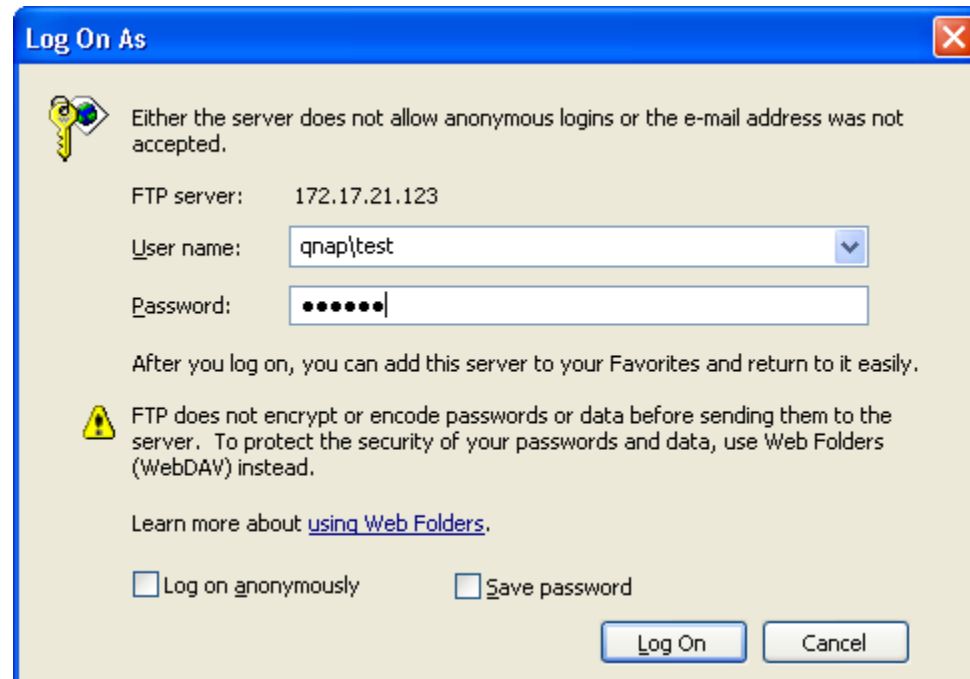 Log On As
Either the server does not allow anonymous logins or the e-mail address was not
accepted.
FTP server: 172.17.21.123
User name: qnap\test
Password: ●●●●●●
After you log on, you can add this server to your Favorites and return to it easily.
FTP does not encrypt or encode passwords or data before sending them to the
server. To protect the security of your passwords and data, use Web Folders
(WebDAV) instead.
Learn more about using Web Folders.
Log on anonymously Save password
Log On Cancel